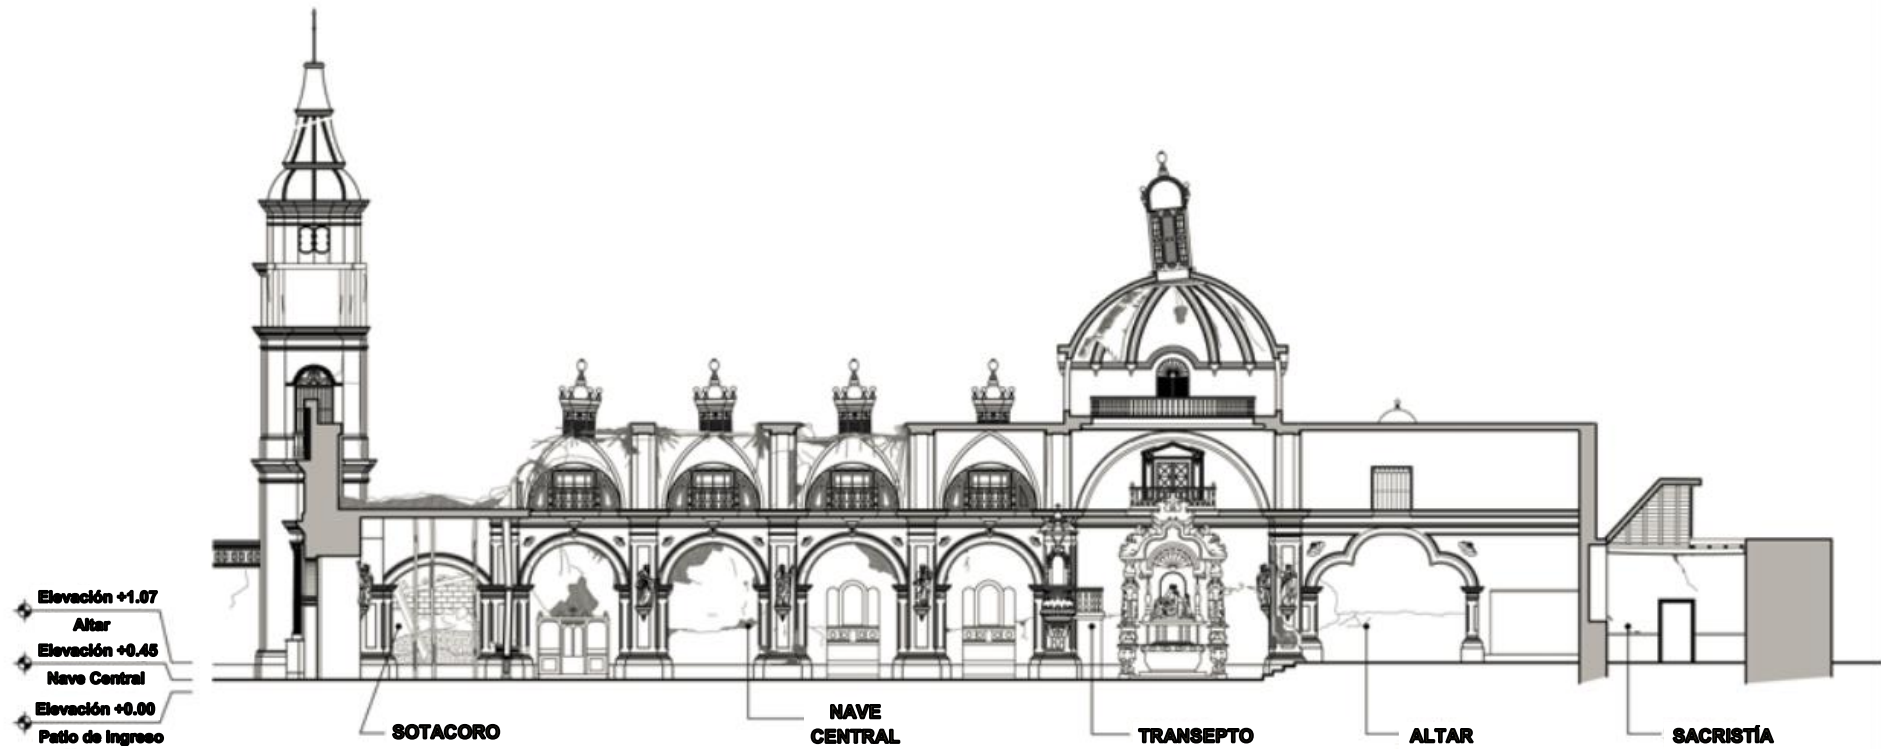 Elevación +1.07
Altar
Elevación +0.45
Nave Central
Elevación +0.00
Patio de ingreso
SOTACORO
NAVE
CENTRAL
TRANSEPTO
ALTAR
SACRISTÍA